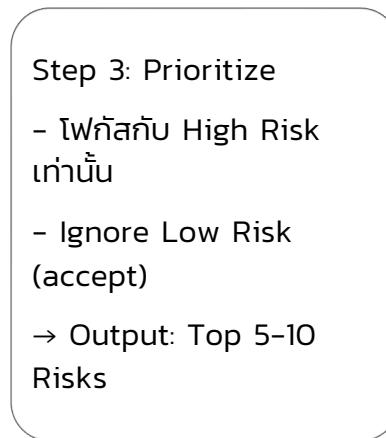 Step 3: Prioritize
- โฟกัสกับ High Risk
เท่านั้น
- Ignore Low Risk
(accept)
→ Output: Top 5-10
Risks